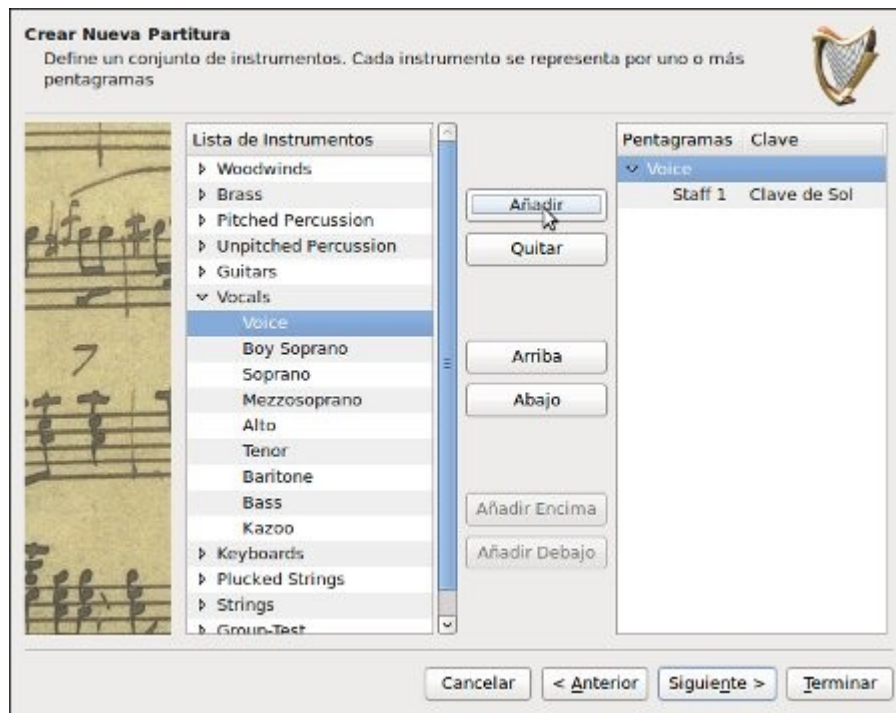 Crear Nueva Partitura
Define un conjunto de instrumentos. Cada instrumento se representa por uno o más
pentagramas
Lista de Instrumentos
Woodwinds
Brass
Pitched Percussion
Unpitched Percussion
Guitars
Vocals
Voice
Boy Soprano
Soprano
Mezzosoprano
Alto
Tenor
Baritone
Bass
Kazoo
Keyboards
Plucked Strings
Strings
Group-Test
Añadir
Quitar
Arriba
Abajo
Añadir Encima
Añadir Debajo
Pentagramas Clave
Voice
Staff 1 Clave de Sol
7
Cancelar < Anterior Siguiente > Terminar